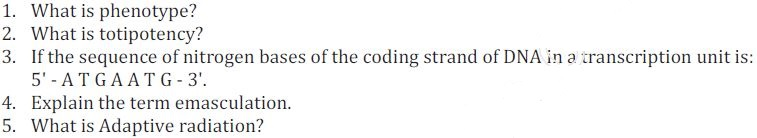 1. What is phenotype?
2. What is totipotency?
3. If the sequence of nitrogen bases of the coding strand of DNA in a transcription unit is:
5' - A T G A A T G - 3'.
4. Explain the term emasculation.
5. What is Adaptive radiation?